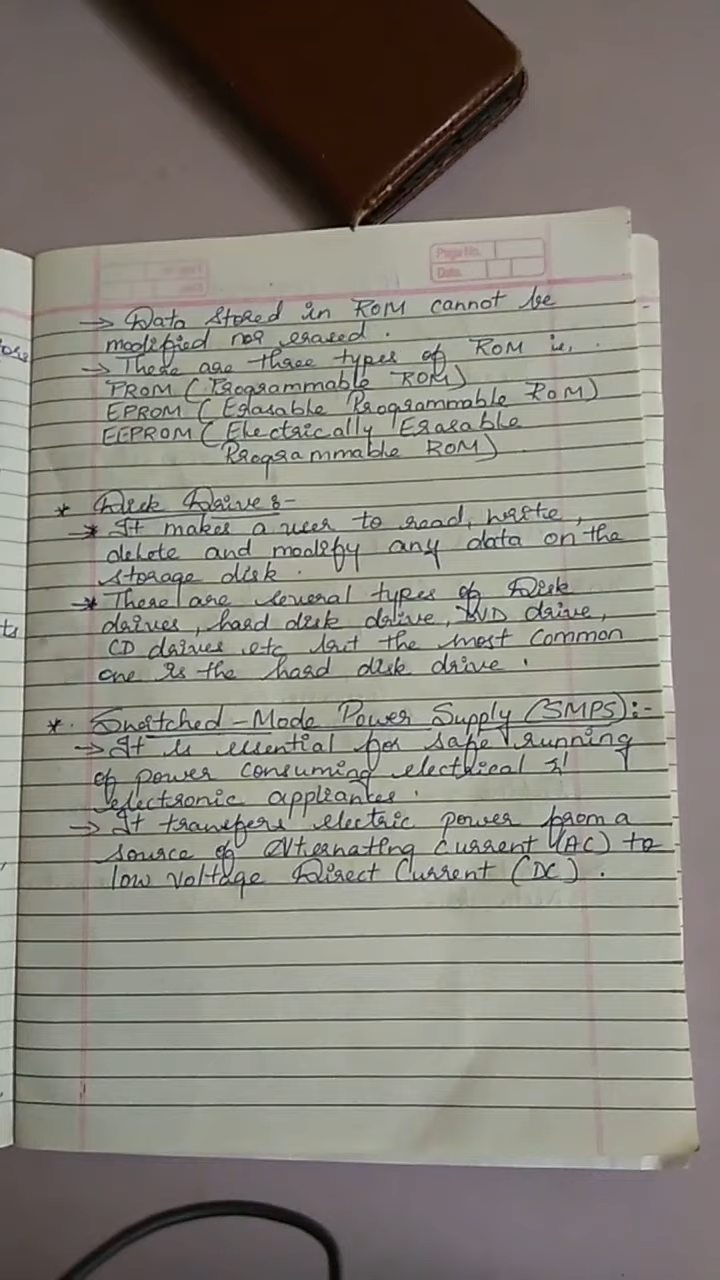 Page No.
Date.
→ Data stored in ROM cannot be
modified nor erased.
→ These are three types of ROM i.e.,
PROM (Programmable ROM)
EPROM (Erasable Programmable ROM)
EEPROM (Electrically Erasable
Programmable ROM)
* Disk Drive :-
→ It makes a user to read, write,
delete and modify any data on the
storage disk.
→ There are several types of Disk
drives, hard disk drive, DVD drive,
CD drives etc but the most common
one is the hard disk drive.
* Switched-Mode Power Supply (SMPS):-
→ It is essential for safe running
of power consuming electrical &
electronic appliances.
→ It transfers electric power from a
source of Alternating Current (AC) to
low voltage Direct Current (DC).